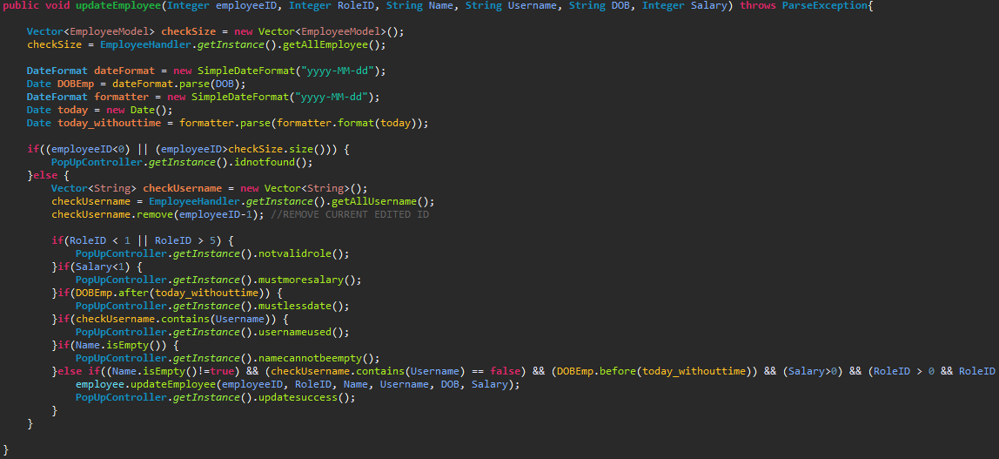 public void updateEmployee(Integer employeeID, Integer RoleID, String Name, String Username, String DOB, Integer Salary) throws ParseException{
Vector<EmployeeModel> checkSize = new Vector<EmployeeModel>();
checkSize = EmployeeHandler.getInstance().getAllEmployee();
DateFormat dateFormat = new SimpleDateFormat("yyyy-MM-dd");
Date DOBEmp = dateFormat.parse(DOB);
DateFormat formatter = new SimpleDateFormat("yyyy-MM-dd");
Date today = new Date();
Date today_withouttime = formatter.parse(formatter.format(today));
if((employeeID<0) || (employeeID>checkSize.size())) {
PopUpController.getInstance().idnotfound();
}else {
Vector<String> checkUsername = new Vector<String>();
checkUsername = EmployeeHandler.getInstance().getAllUsername();
checkUsername.remove(employeeID-1); //REMOVE CURRENT EDITED ID
if(RoleID < 1 || RoleID > 5) {
PopUpController.getInstance().notvalidrole();
}if(Salary<1) {
PopUpController.getInstance().mustmoresalary();
}if(DOBEmp.after(today_withouttime)) {
PopUpController.getInstance().mustlessdate();
}if(checkUsername.contains(Username)) {
PopUpController.getInstance().usernameused();
}if(Name.isEmpty()) {
PopUpController.getInstance().namecannotbeempty();
}else if((Name.isEmpty()!=true) && (checkUsername.contains(Username) == false) && (DOBEmp.before(today_withouttime)) && (Salary>0) && (RoleID > 0 && RoleID
employee.updateEmployee(employeeID, RoleID, Name, Username, DOB, Salary);
PopUpController.getInstance().updatesuccess();
}
}
}